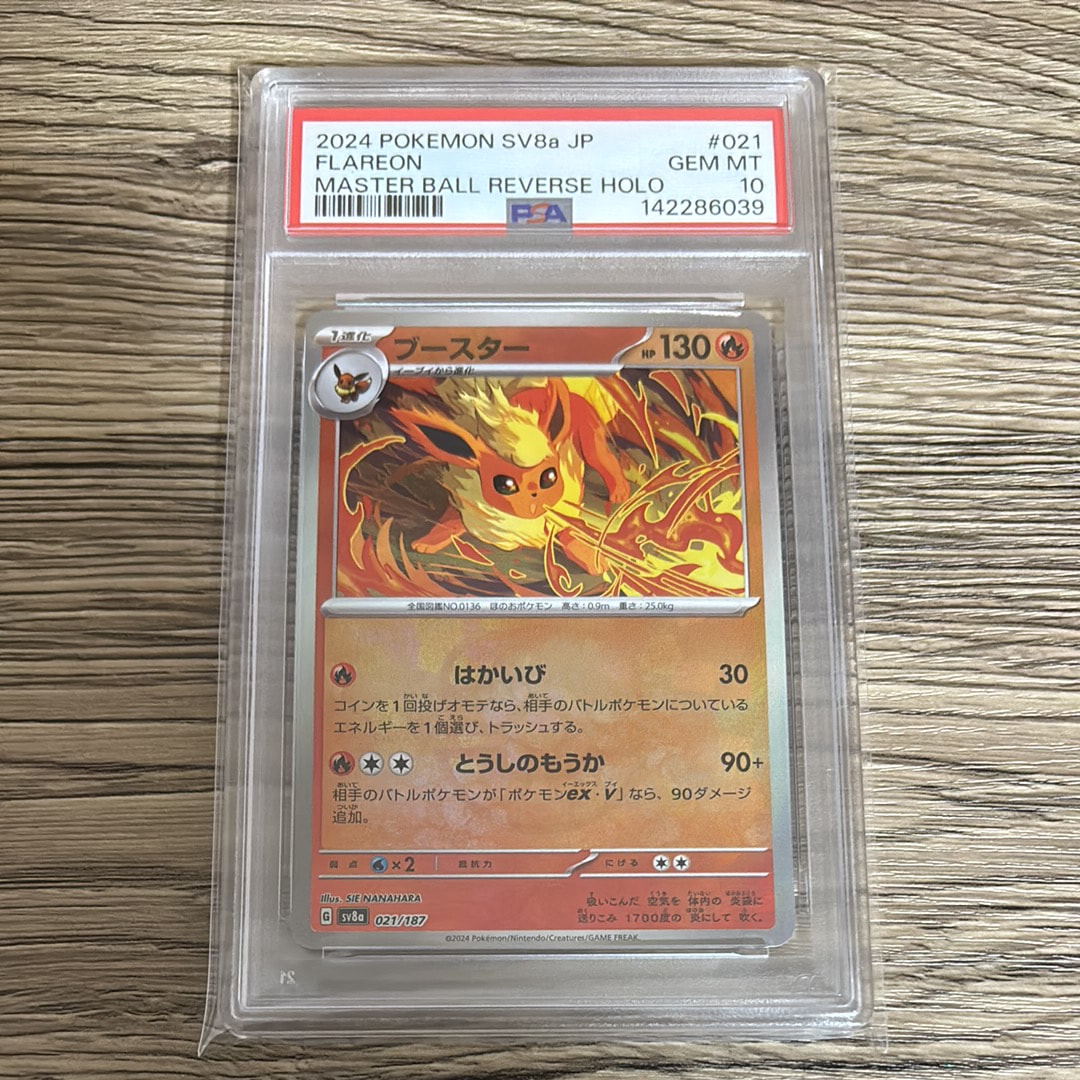 2024 POKEMON SV8a JP #021
FLAREON GEM MT
MASTER BALL REVERSE HOLO 10
PSA 142286039
1進化 ブースター HP 130
イーブイから進化
全国図鑑NO.0136 ほのおポケモン 高さ:0.9m 重さ:25.0kg
はかいび 30
コインを1回投げオモテなら、相手のバトルポケモンについている
エネルギーを1個選び、トラッシュする。
とうしのもうか 90+
相手のバトルポケモンが「ポケモンex・V」なら、90ダメージ
追加。
弱点 ×2 抵抗力 にげる
Illus. SIE NANAHARA
吸いこんだ 空気を 体内の 炎袋に
G sv8a 021/187 送りこみ 1700度の 炎にして 吹く。
©2024 Pokémon/Nintendo/Creatures/GAME FREAK.